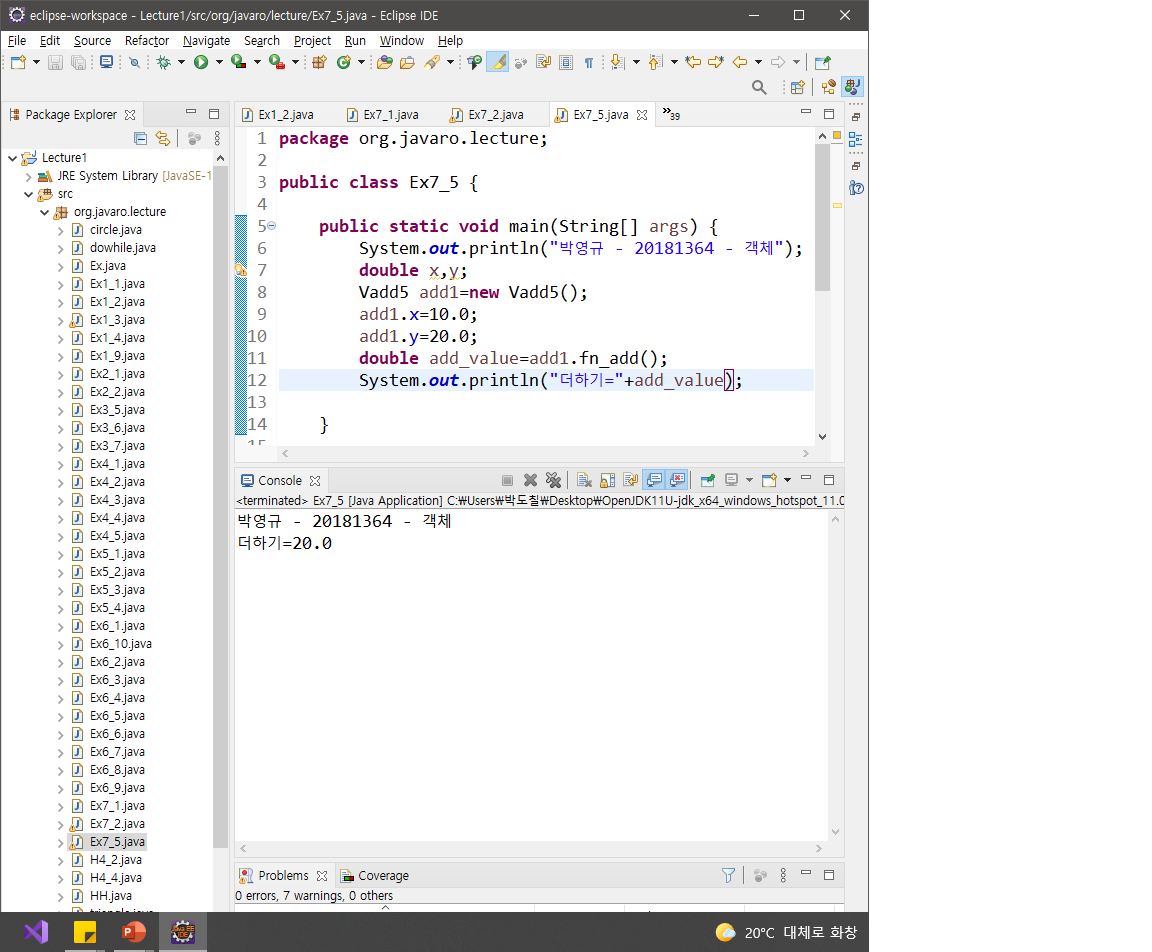 eclipse-workspace - Lecture1/src/org/javaro/lecture/Ex7_5.java - Eclipse IDE
File Edit Source Refactor Navigate Search Project Run Window Help
Package Explorer
Lecture1
JRE System Library [JavaSE-1
src
org.javaro.lecture
circle.java
dowhile.java
Ex.java
Ex1_1.java
Ex1_2.java
Ex1_3.java
Ex1_4.java
Ex1_9.java
Ex2_1.java
Ex2_2.java
Ex3_5.java
Ex3_6.java
Ex3_7.java
Ex4_1.java
Ex4_2.java
Ex4_3.java
Ex4_4.java
Ex4_5.java
Ex5_1.java
Ex5_2.java
Ex5_3.java
Ex5_4.java
Ex6_1.java
Ex6_10.java
Ex6_2.java
Ex6_3.java
Ex6_4.java
Ex6_5.java
Ex6_6.java
Ex6_7.java
Ex6_8.java
Ex6_9.java
Ex7_1.java
Ex7_2.java
Ex7_5.java
H4_2.java
H4_4.java
HH.java
Ex1_2.java Ex7_1.java Ex7_2.java Ex7_5.java »39
1 package org.javaro.lecture;
2
3 public class Ex7_5 {
4
5 public static void main(String[] args) {
6 System.out.println("박영규 - 20181364 - 객체");
7 double x,y;
8 Vadd5 add1=new Vadd5();
9 add1.x=10.0;
10 add1.y=20.0;
11 double add_value=add1.fn_add();
12 System.out.println("더하기="+add_value);
13
14 }
Console
<terminated> Ex7_5 [Java Application] C:₩Users₩박도칠₩Desktop₩OpenJDK11U-jdk_x64_windows_hotspot_11.0
박영규 - 20181364 - 객체
더하기=20.0
Problems Coverage
0 errors, 7 warnings, 0 others
20°C 대체로 화창